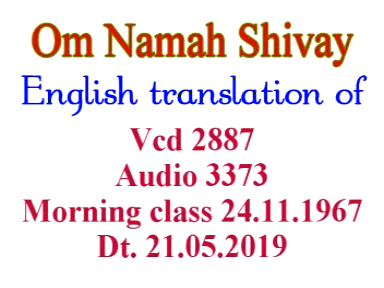 Om Namah Shivay
English translation of
Vcd 2887
Audio 3373
Morning class 24.11.1967
Dt. 21.05.2019